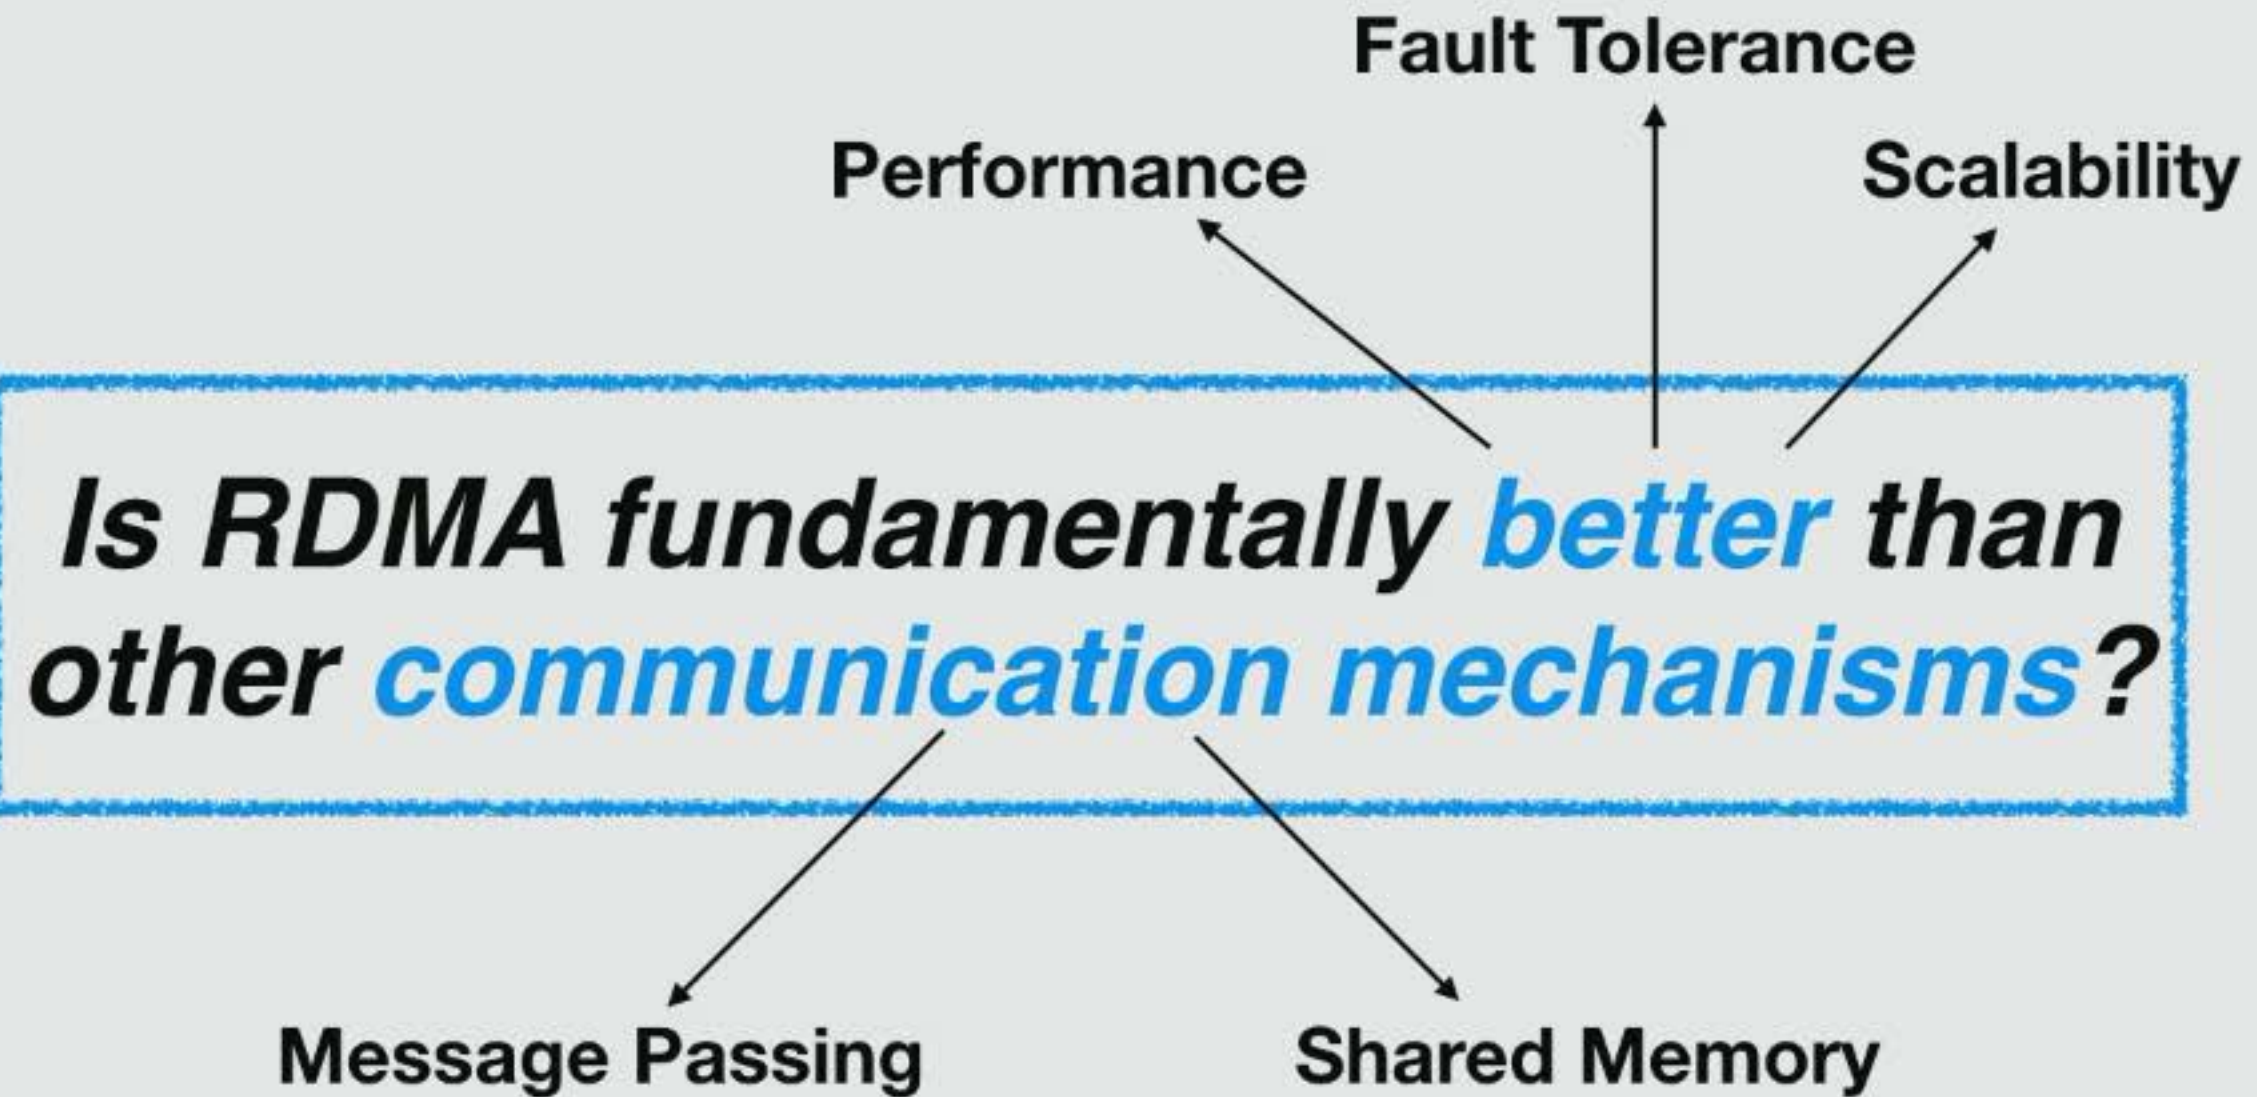 Fault Tolerance
Performance
Scalability
Is RDMA fundamentally better than
other communication mechanisms?
Message Passing
Shared Memory